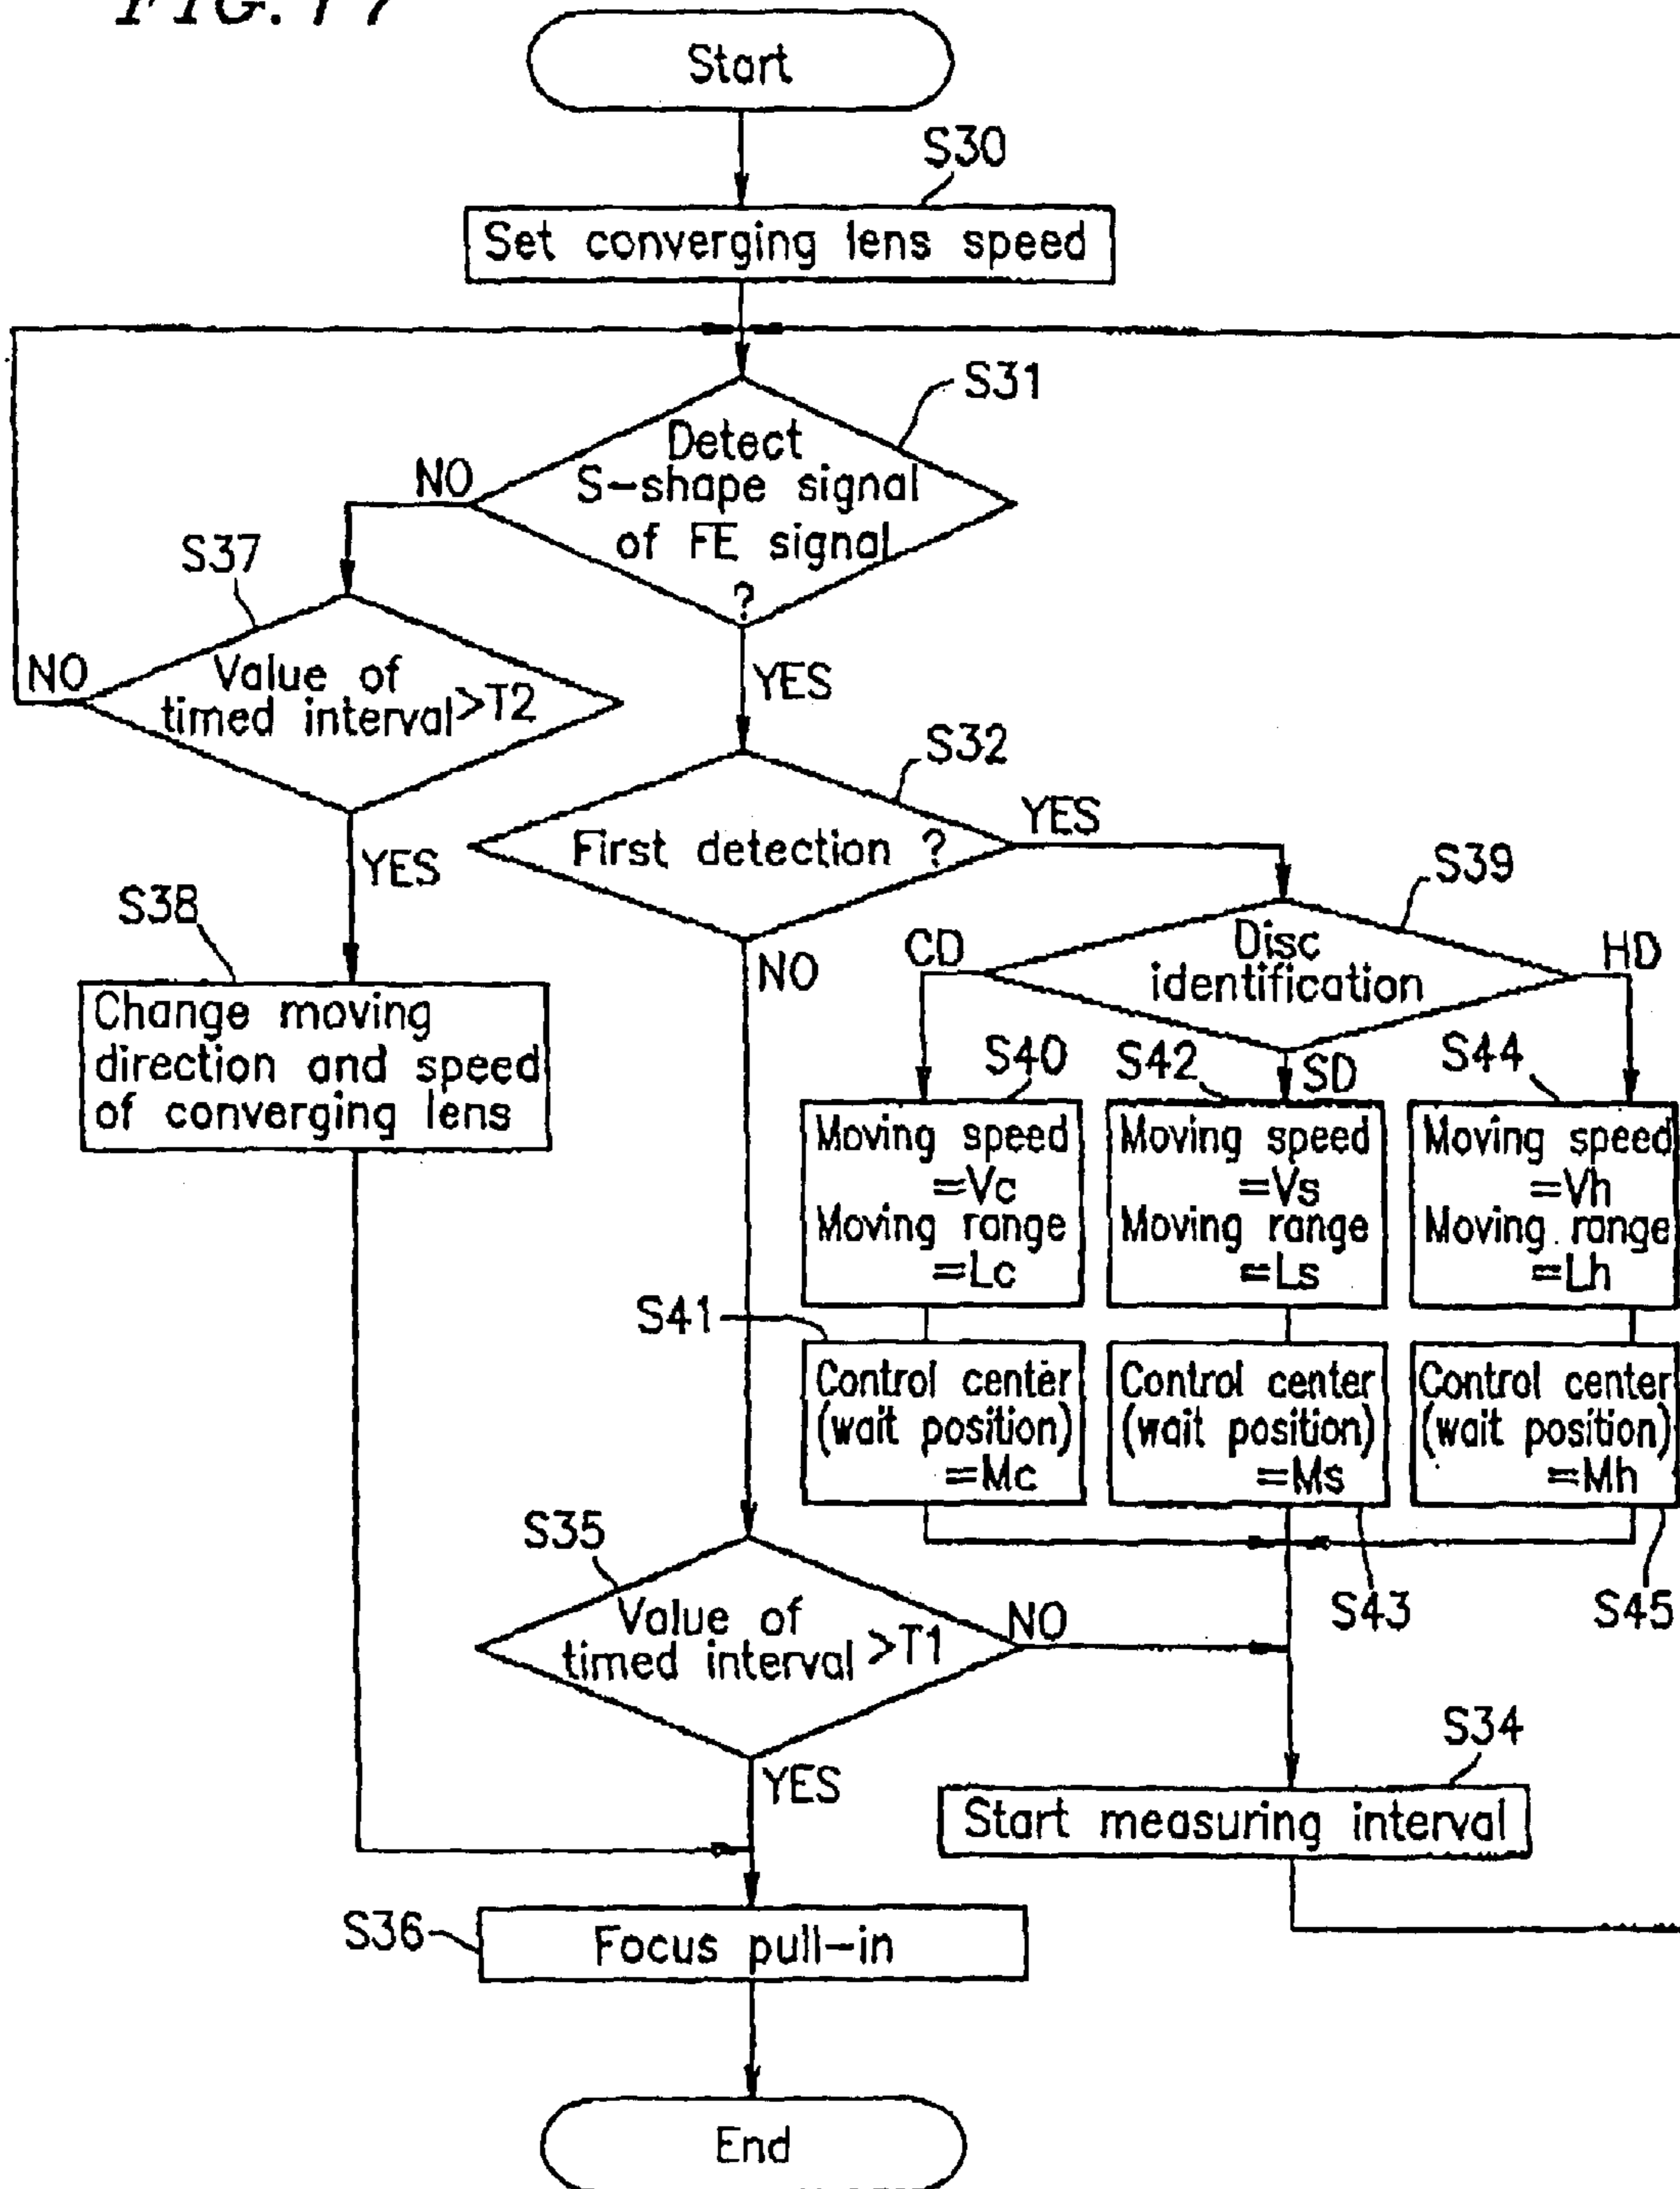 FIG. 17
Start
S30
Set converging lens speed
S31
Detect
S-shape signal
of FE signal
?
NO
YES
S37
Value of
timed interval >T2
NO
YES
S32
First detection ?
YES
NO
S38
Change moving
direction and speed
of converging lens
S39
Disc
identification
CD
SD
HD
S40
Moving speed
=Vc
Moving range
=Lc
S42
Moving speed
=Vs
Moving range
=Ls
S44
Moving speed
=Vh
Moving range
=Lh
S41
Control center
(wait position)
=Mc
Control center
(wait position)
=Ms
Control center
(wait position)
=Mh
S43
S45
S35
Value of
timed interval >T1
NO
YES
S34
Start measuring interval
S36
Focus pull-in
End